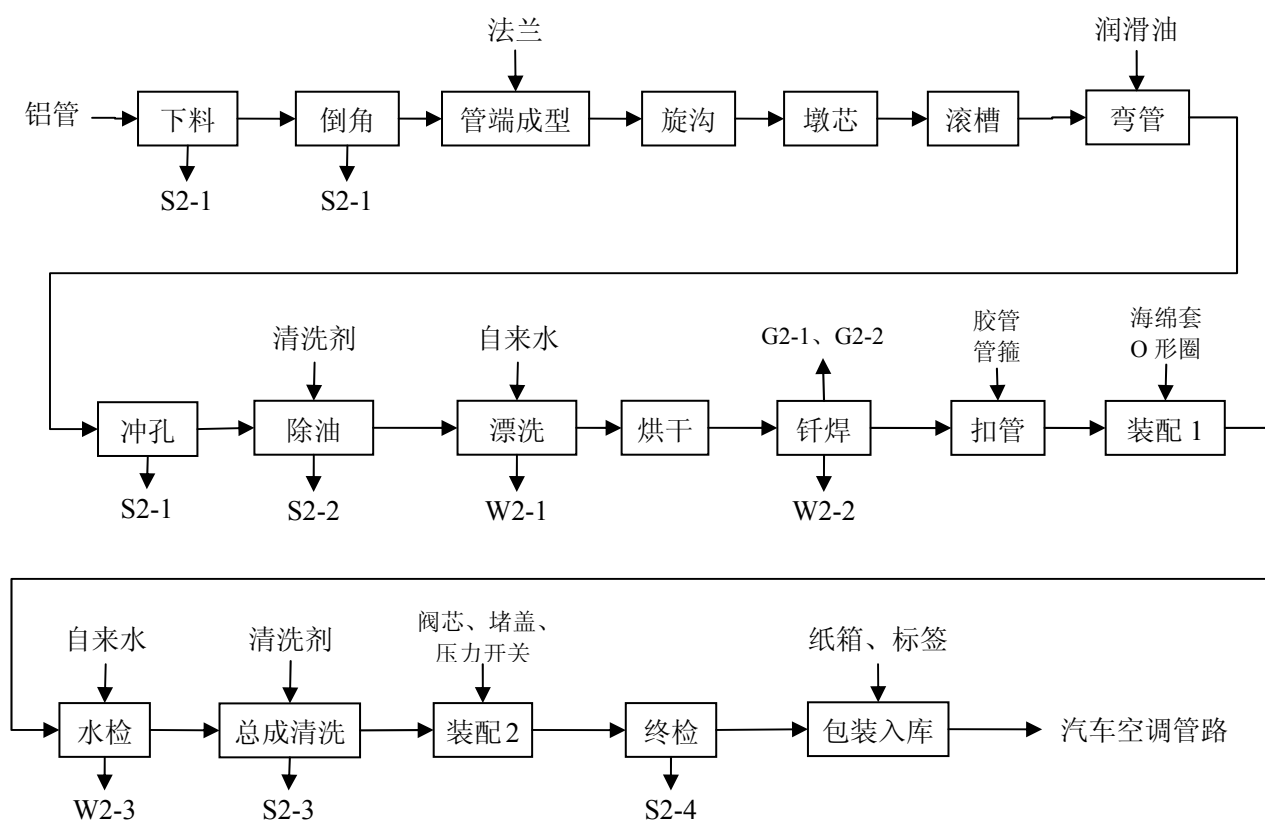 法兰
润滑油
铝管
下料
倒角
管端成型
旋沟
墩芯
滚槽
弯管
S2-1
S2-1
清洗剂
自来水
G2-1、G2-2
胶管
管箍
海绵套
O 形圈
冲孔
除油
漂洗
烘干
钎焊
扣管
装配 1
S2-1
S2-2
W2-1
W2-2
自来水
清洗剂
阀芯、堵盖、
压力开关
纸箱、标签
水检
总成清洗
装配 2
终检
包装入库
汽车空调管路
W2-3
S2-3
S2-4